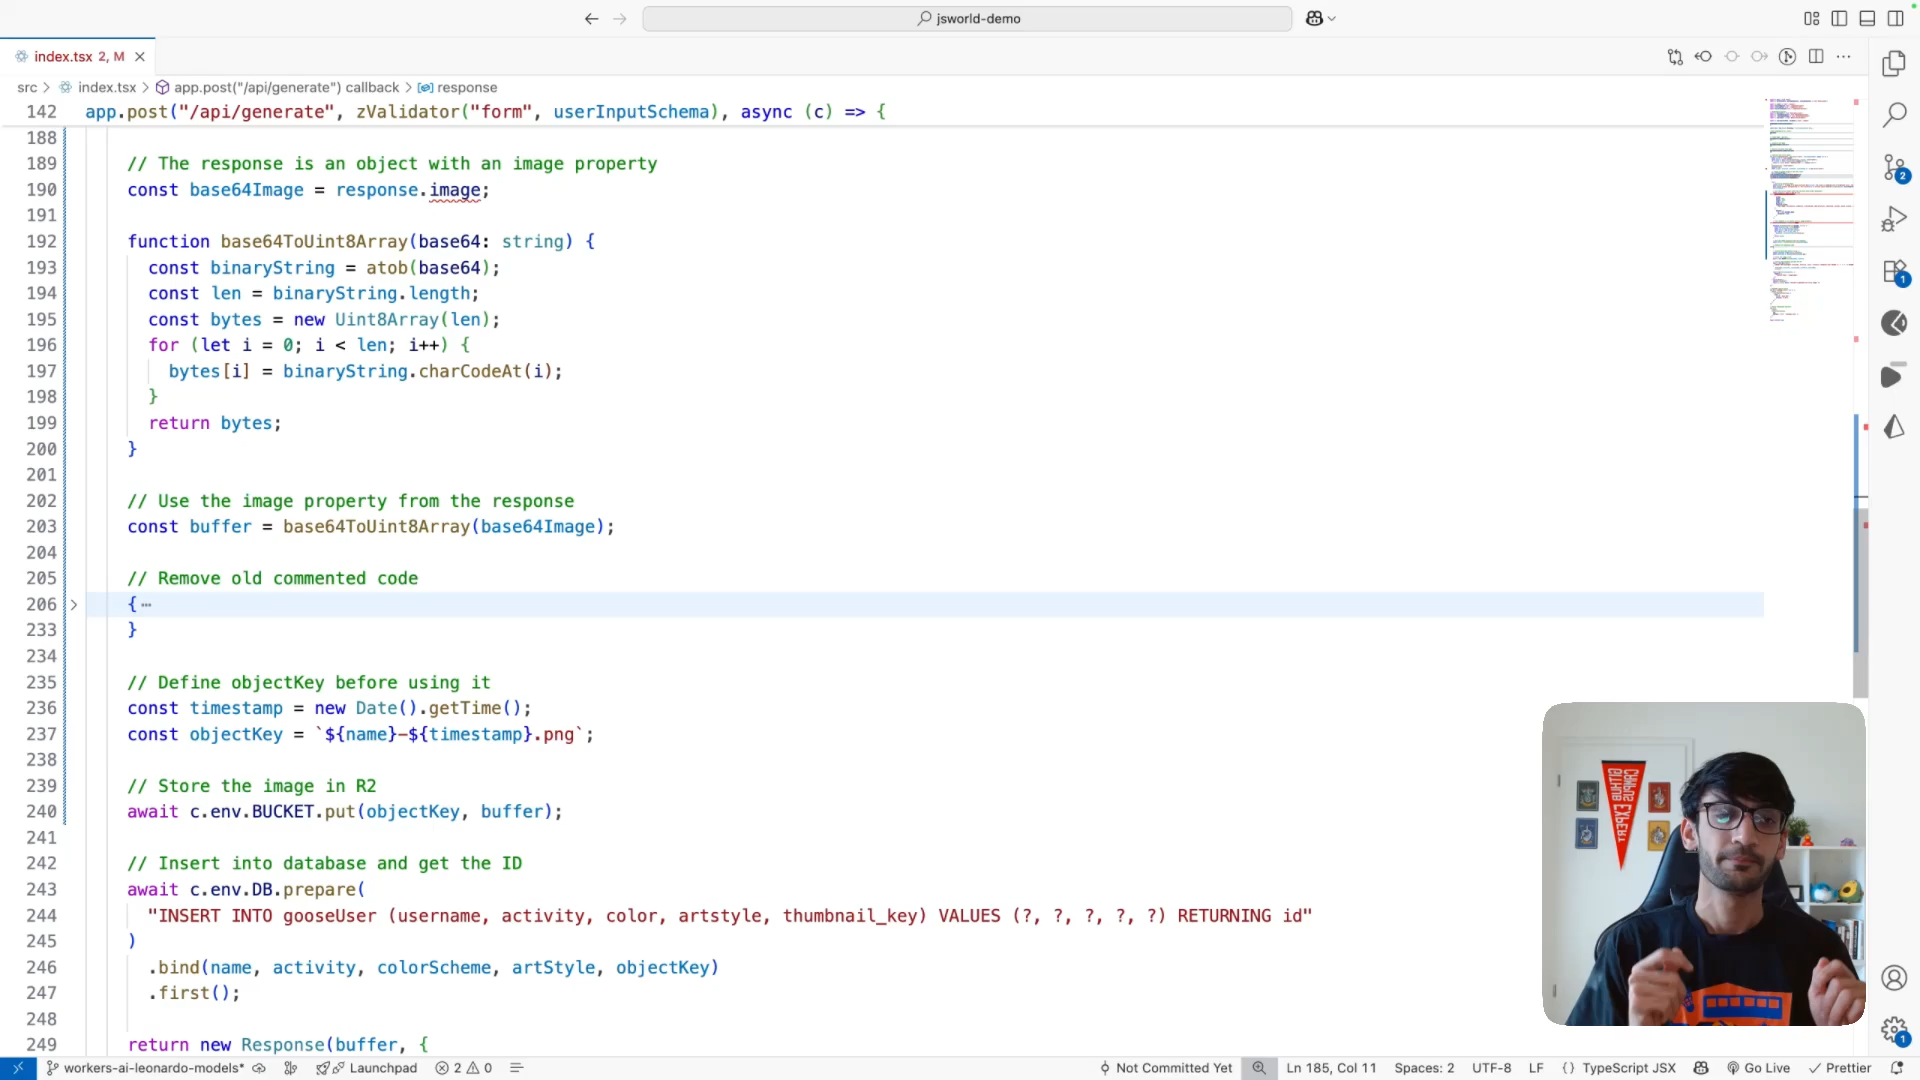 jsworld-demo
index.tsx 2, M
src > index.tsx > app.post("/api/generate") callback > response
142 app.post("/api/generate", zValidator("form", userInputSchema), async (c) => {
188
189 // The response is an object with an image property
190 const base64Image = response.image;
191
192 function base64ToUint8Array(base64: string) {
193 const binaryString = atob(base64);
194 const len = binaryString.length;
195 const bytes = new Uint8Array(len);
196 for (let i = 0; i < len; i++) {
197 bytes[i] = binaryString.charCodeAt(i);
198 }
199 return bytes;
200 }
201
202 // Use the image property from the response
203 const buffer = base64ToUint8Array(base64Image);
204
205 // Remove old commented code
206 {
233 }
234
235 // Define objectKey before using it
236 const timestamp = new Date().getTime();
237 const objectKey = `${name}-${timestamp}.png`;
238
239 // Store the image in R2
240 await c.env.BUCKET.put(objectKey, buffer);
241
242 // Insert into database and get the ID
243 await c.env.DB.prepare(
244 "INSERT INTO gooseUser (username, activity, color, artstyle, thumbnail_key) VALUES (?, ?, ?, ?, ?) RETURNING id"
245 )
246 .bind(name, activity, colorScheme, artStyle, objectKey)
247 .first();
248
249 return new Response(buffer, {
2
1
1
GITHUB
CAMPUS EXPERT
workers-ai-leonardo-models* Launchpad 2 0 Not Committed Yet Ln 185, Col 11 Spaces: 2 UTF-8 LF {} TypeScript JSX Go Live Prettier